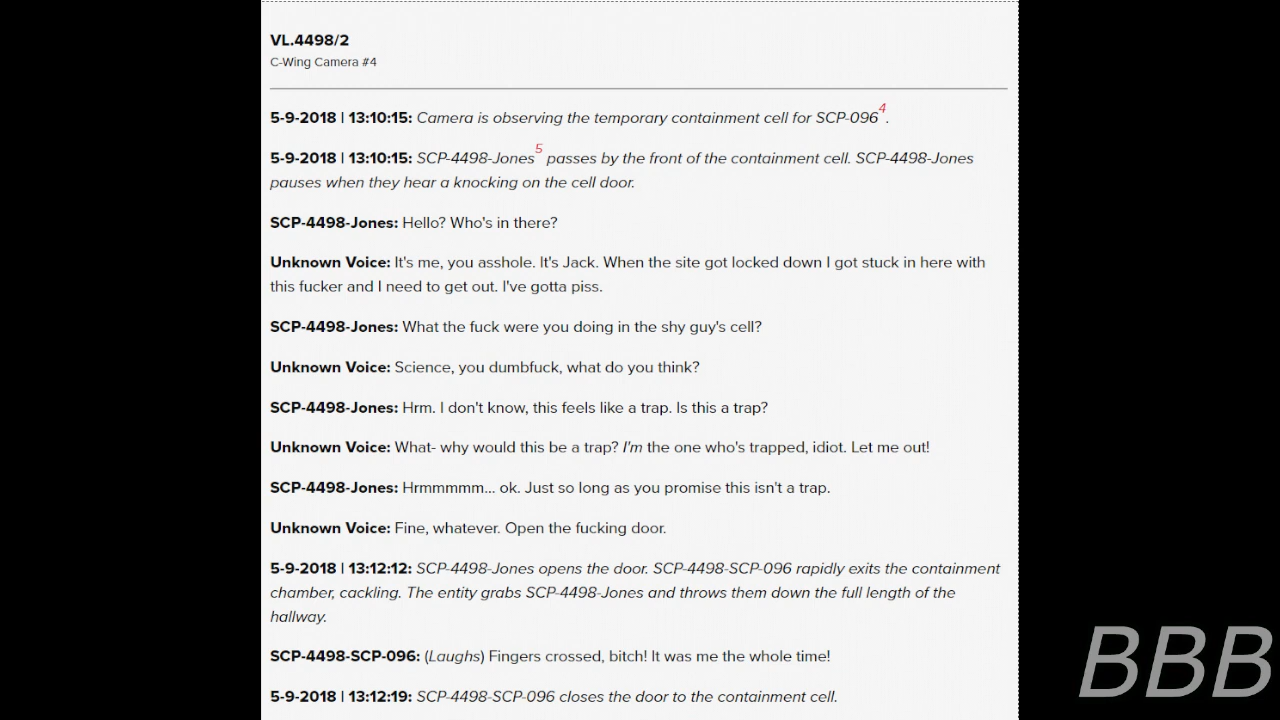 VL.4498/2
C-Wing Camera #4
5-9-2018 | 13:10:15: Camera is observing the temporary containment cell for SCP-096⁴.
5-9-2018 | 13:10:15: SCP-4498-Jones⁵ passes by the front of the containment cell. SCP-4498-Jones
pauses when they hear a knocking on the cell door.
SCP-4498-Jones: Hello? Who's in there?
Unknown Voice: It's me, you asshole. It's Jack. When the site got locked down I got stuck in here with
this fucker and I need to get out. I've gotta piss.
SCP-4498-Jones: What the fuck were you doing in the shy guy's cell?
Unknown Voice: Science, you dumbfuck, what do you think?
SCP-4498-Jones: Hrm. I don't know, this feels like a trap. Is this a trap?
Unknown Voice: What- why would this be a trap? I'm the one who's trapped, idiot. Let me out!
SCP-4498-Jones: Hrmmmmm... ok. Just so long as you promise this isn't a trap.
Unknown Voice: Fine, whatever. Open the fucking door.
5-9-2018 | 13:12:12: SCP-4498-Jones opens the door. SCP-4498-SCP-096 rapidly exits the containment
chamber, cackling. The entity grabs SCP-4498-Jones and throws them down the full length of the
hallway.
SCP-4498-SCP-096: (Laughs) Fingers crossed, bitch! It was me the whole time!
5-9-2018 | 13:12:19: SCP-4498-SCP-096 closes the door to the containment cell.
BBB